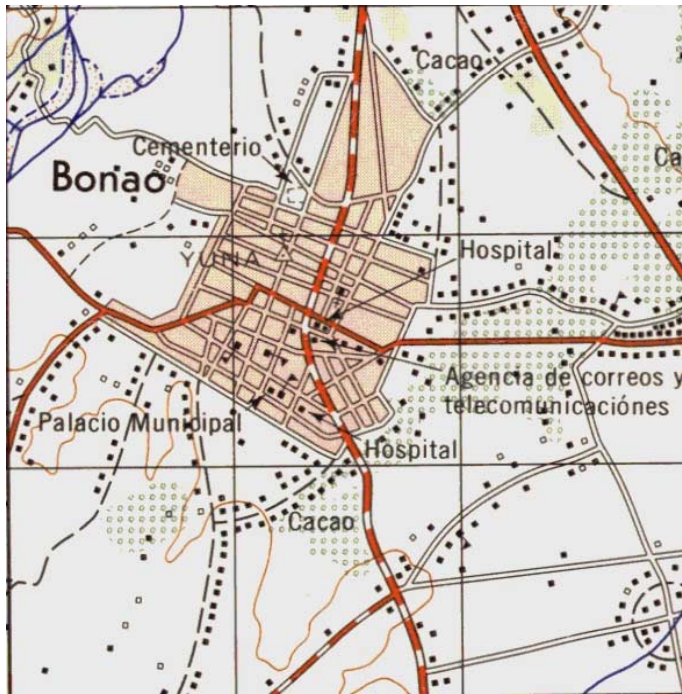 Cacao
Cementerio
Bonao
Ca
YUNA
Hospital
Agencia de correos y
telecomunicaciónes
Palacio Municipal
Hospital
Cacao